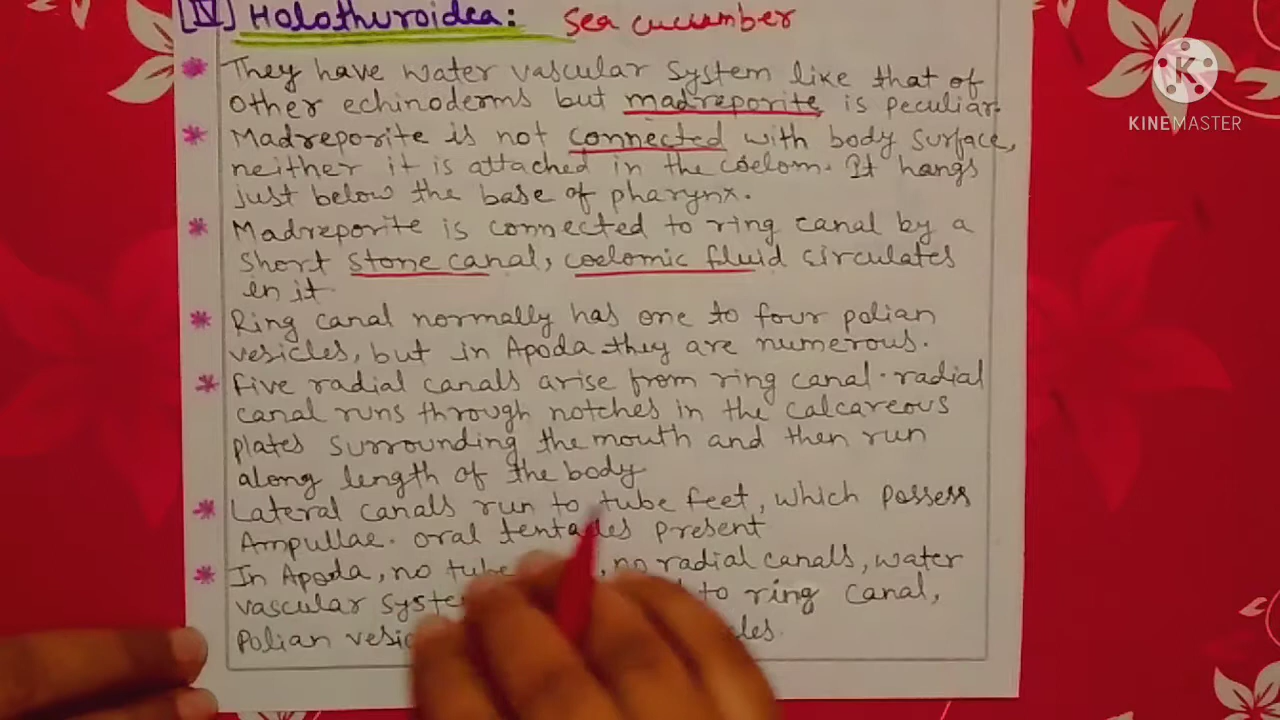 [IV] Holothuroidea: Sea cucumber
They have water vascular system like that of
other echinoderms but madreporite is peculiar.
Madreporite is not connected with body surface,
neither it is attached in the coelom. It hangs
just below the base of pharynx.
Madreporite is connected to ring canal by a
short stone canal, coelomic fluid circulates
in it
Ring canal normally has one to four polian
vesicles, but in Apoda they are numerous.
Five radial canals arise from ring canal. radial
canal runs through notches in the calcareous
plates surrounding the mouth and then run
along length of the body
Lateral canals run to tube feet, which possess
Ampullae. oral tentacles present
In Apoda, no tube , no radial canals, water
vascular to ring canal,
Polian
K
KINEMASTER